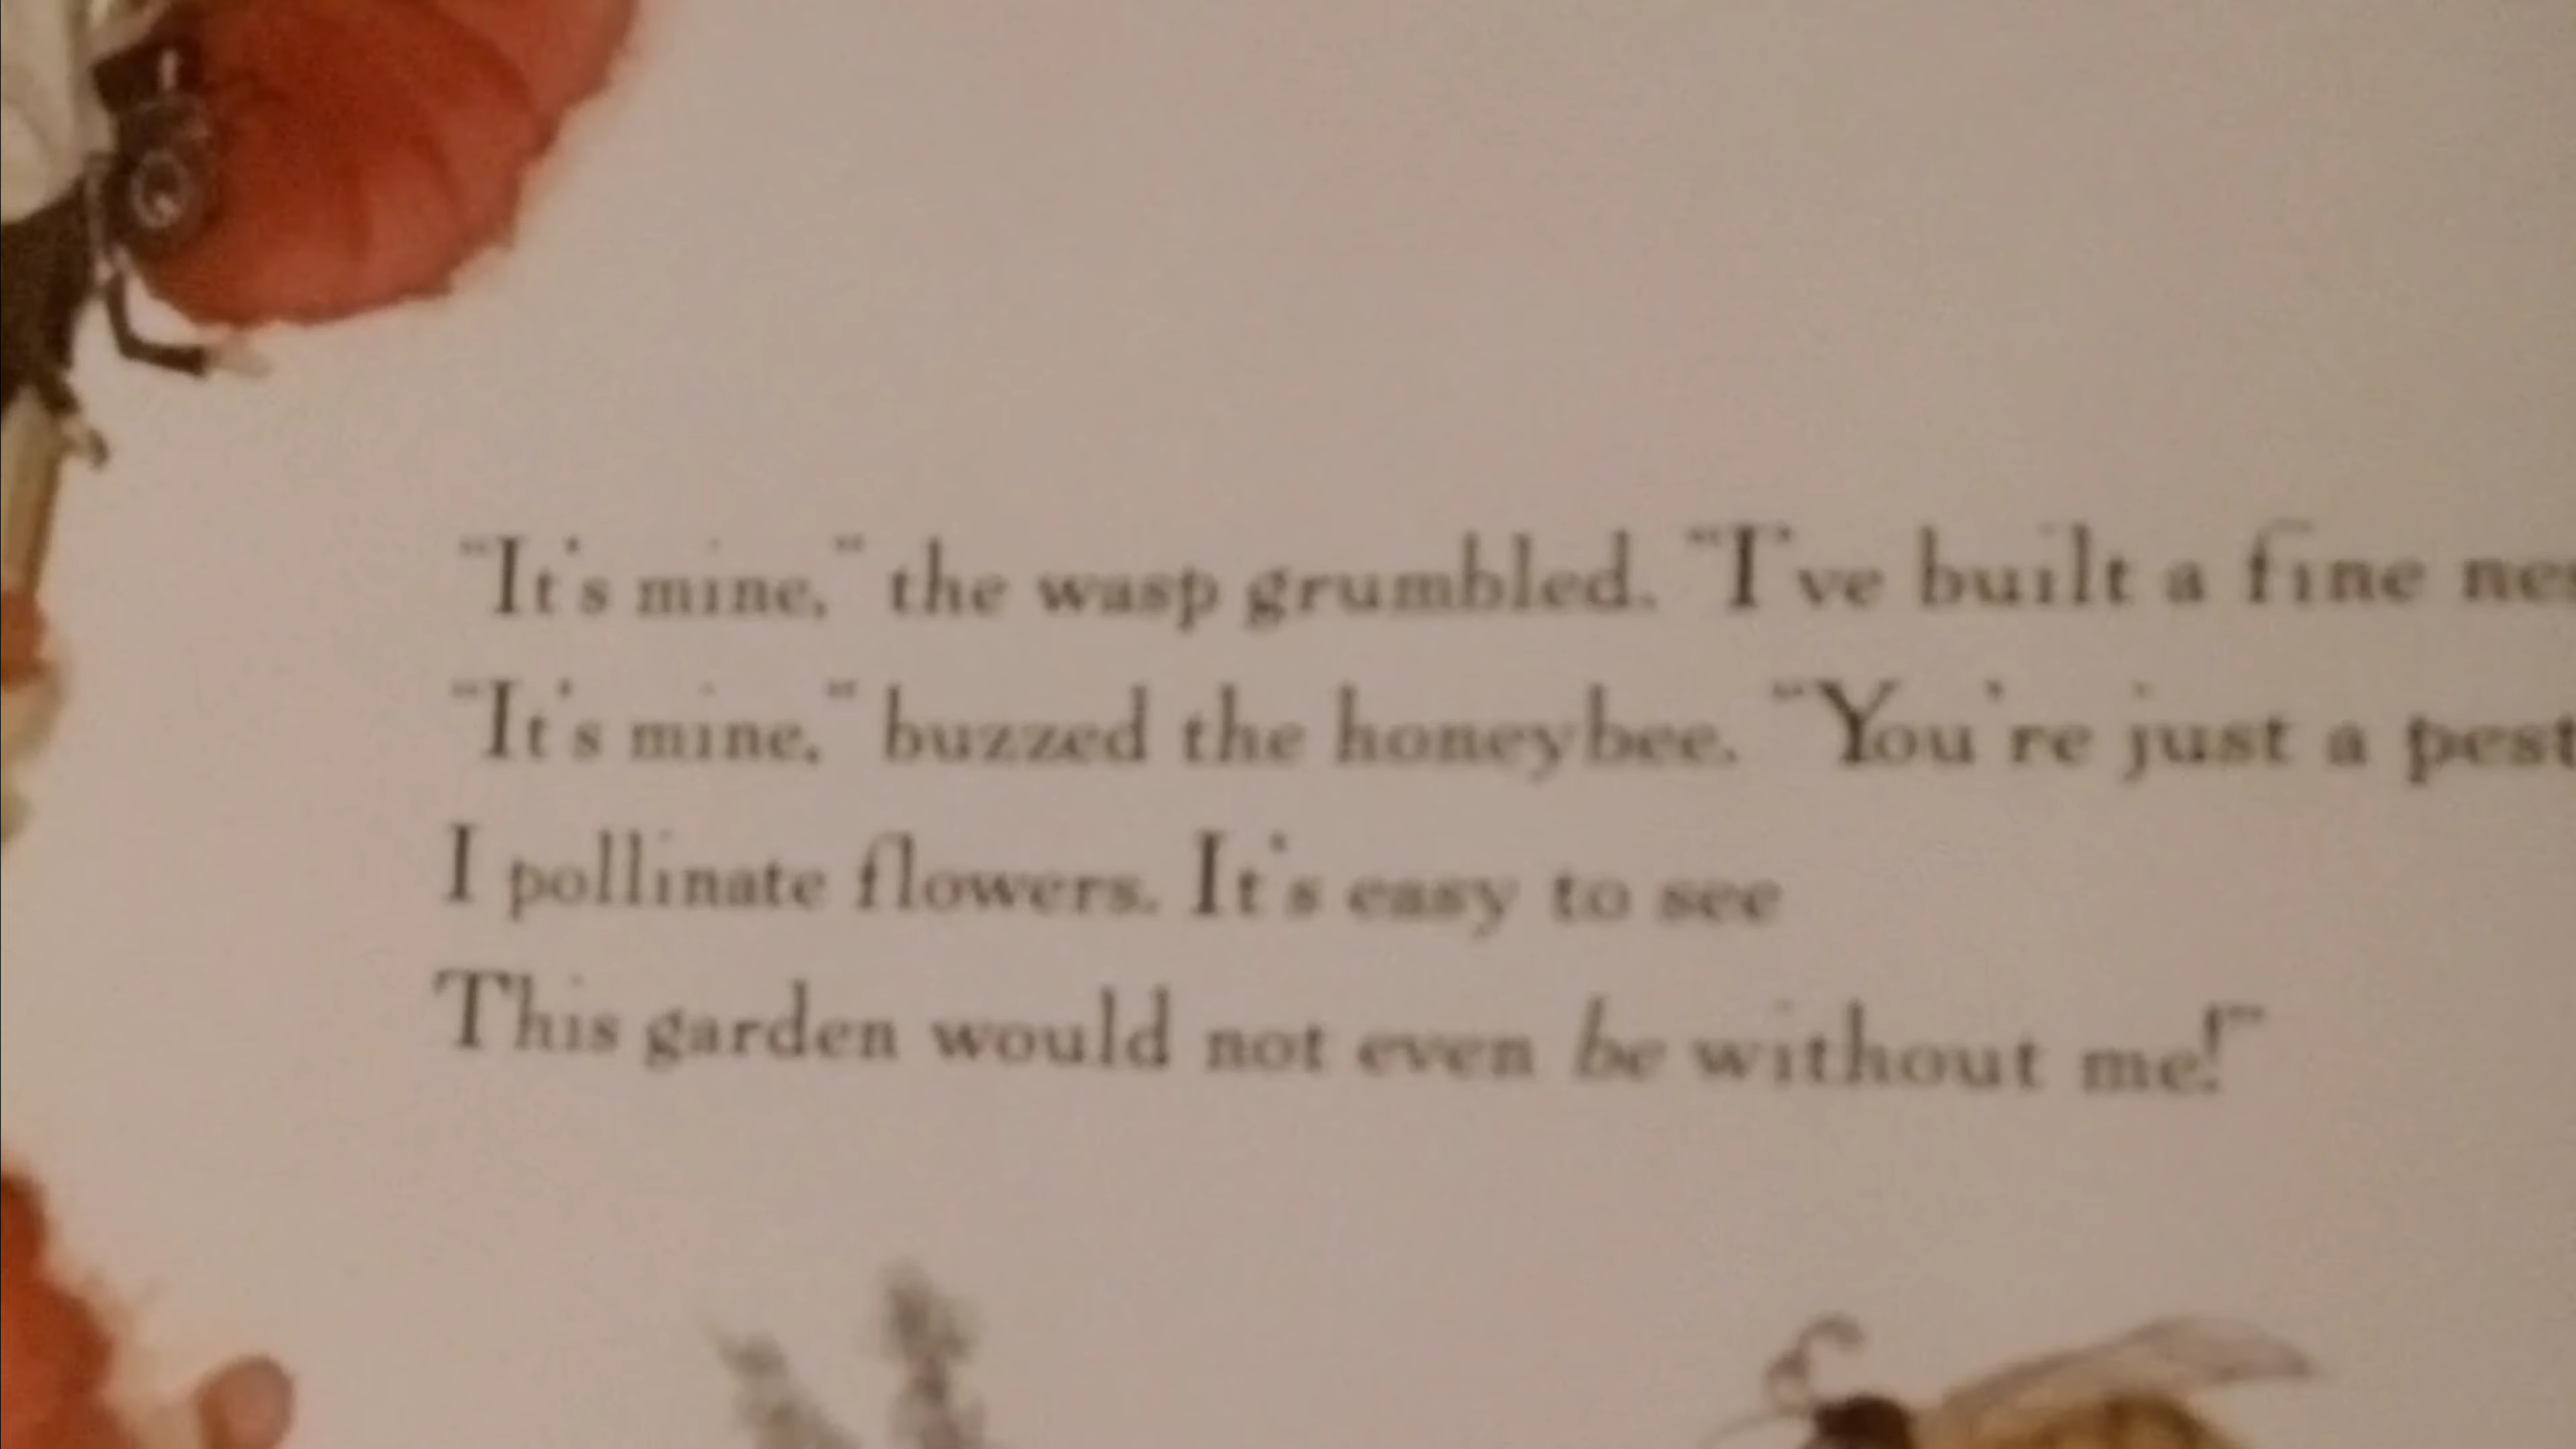 "It's mine," the wasp grumbled. "I've built a fine
"It's mine," buzzed the honeybee. "You're just a pest
I pollinate flowers. It's easy to see
This garden would not even be without me!"